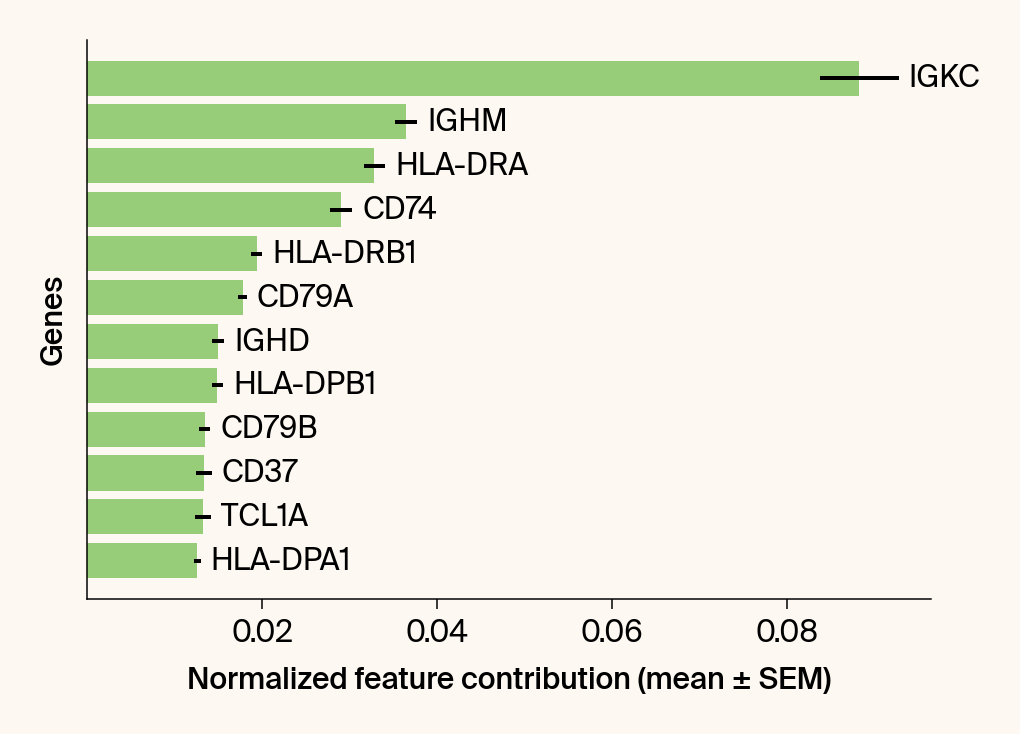 IGKC
IGHM
HLA-DRA
CD74
HLA-DRB1
CD79A
IGHD
HLA-DPB1
CD79B
CD37
TCL1A
HLA-DPA1
Genes
0.02 0.04 0.06 0.08
Normalized feature contribution (mean ± SEM)